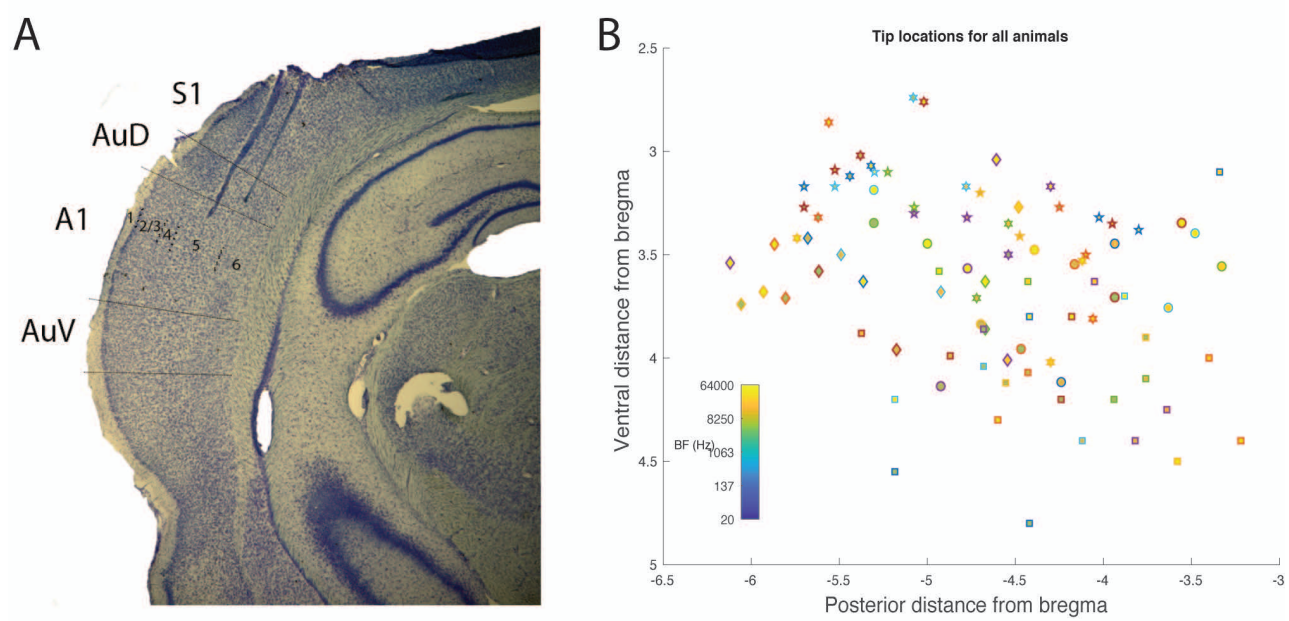 A
S1
AuD
A1
1
2/3
4
5
6
AuV
B
Tip locations for all animals
Ventral distance from bregma
2.5
3
3.5
4
4.5
5
64000
8250
BF (Hz)
1063
137
20
-6.5
-6
-5.5
-5
-4.5
-4
-3.5
-3
Posterior distance from bregma